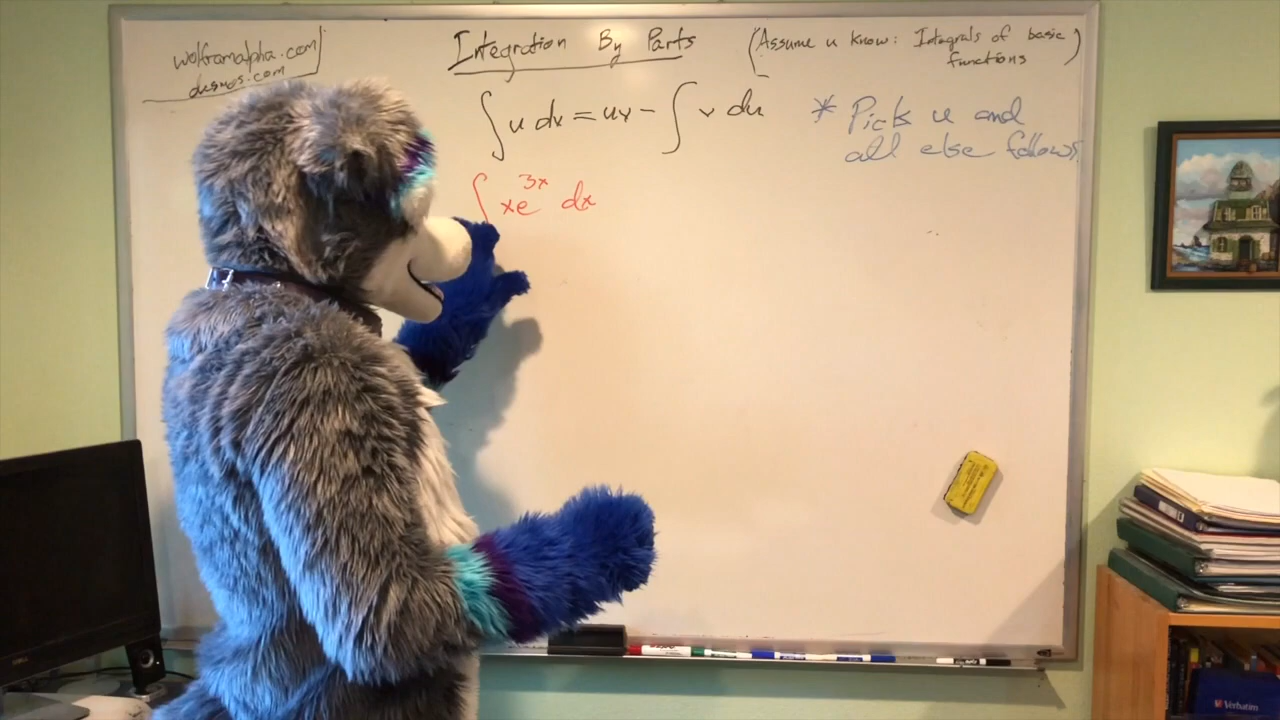 wolframalpha.com
desmos.com
Integration By Parts
(Assume u know: Integrals of basic
functions)
∫ u dv = uv - ∫ v du
* Pick u and
all else follows.
∫ xe^{3x} dx
Verbatim